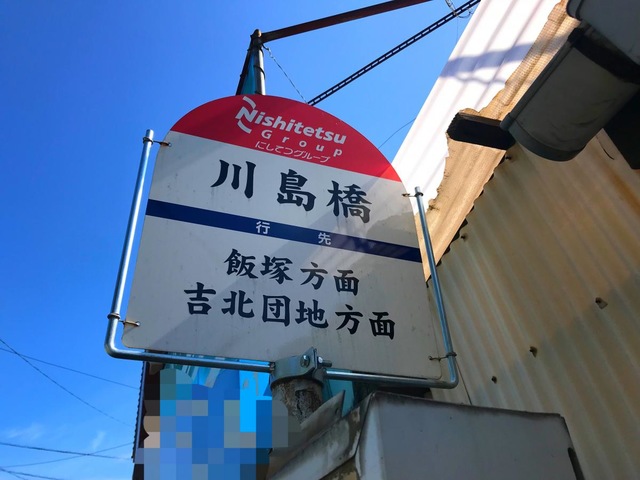 Nishitetsu
Group
にしてつグループ
川島橋
行先
飯塚方面
吉北団地方面